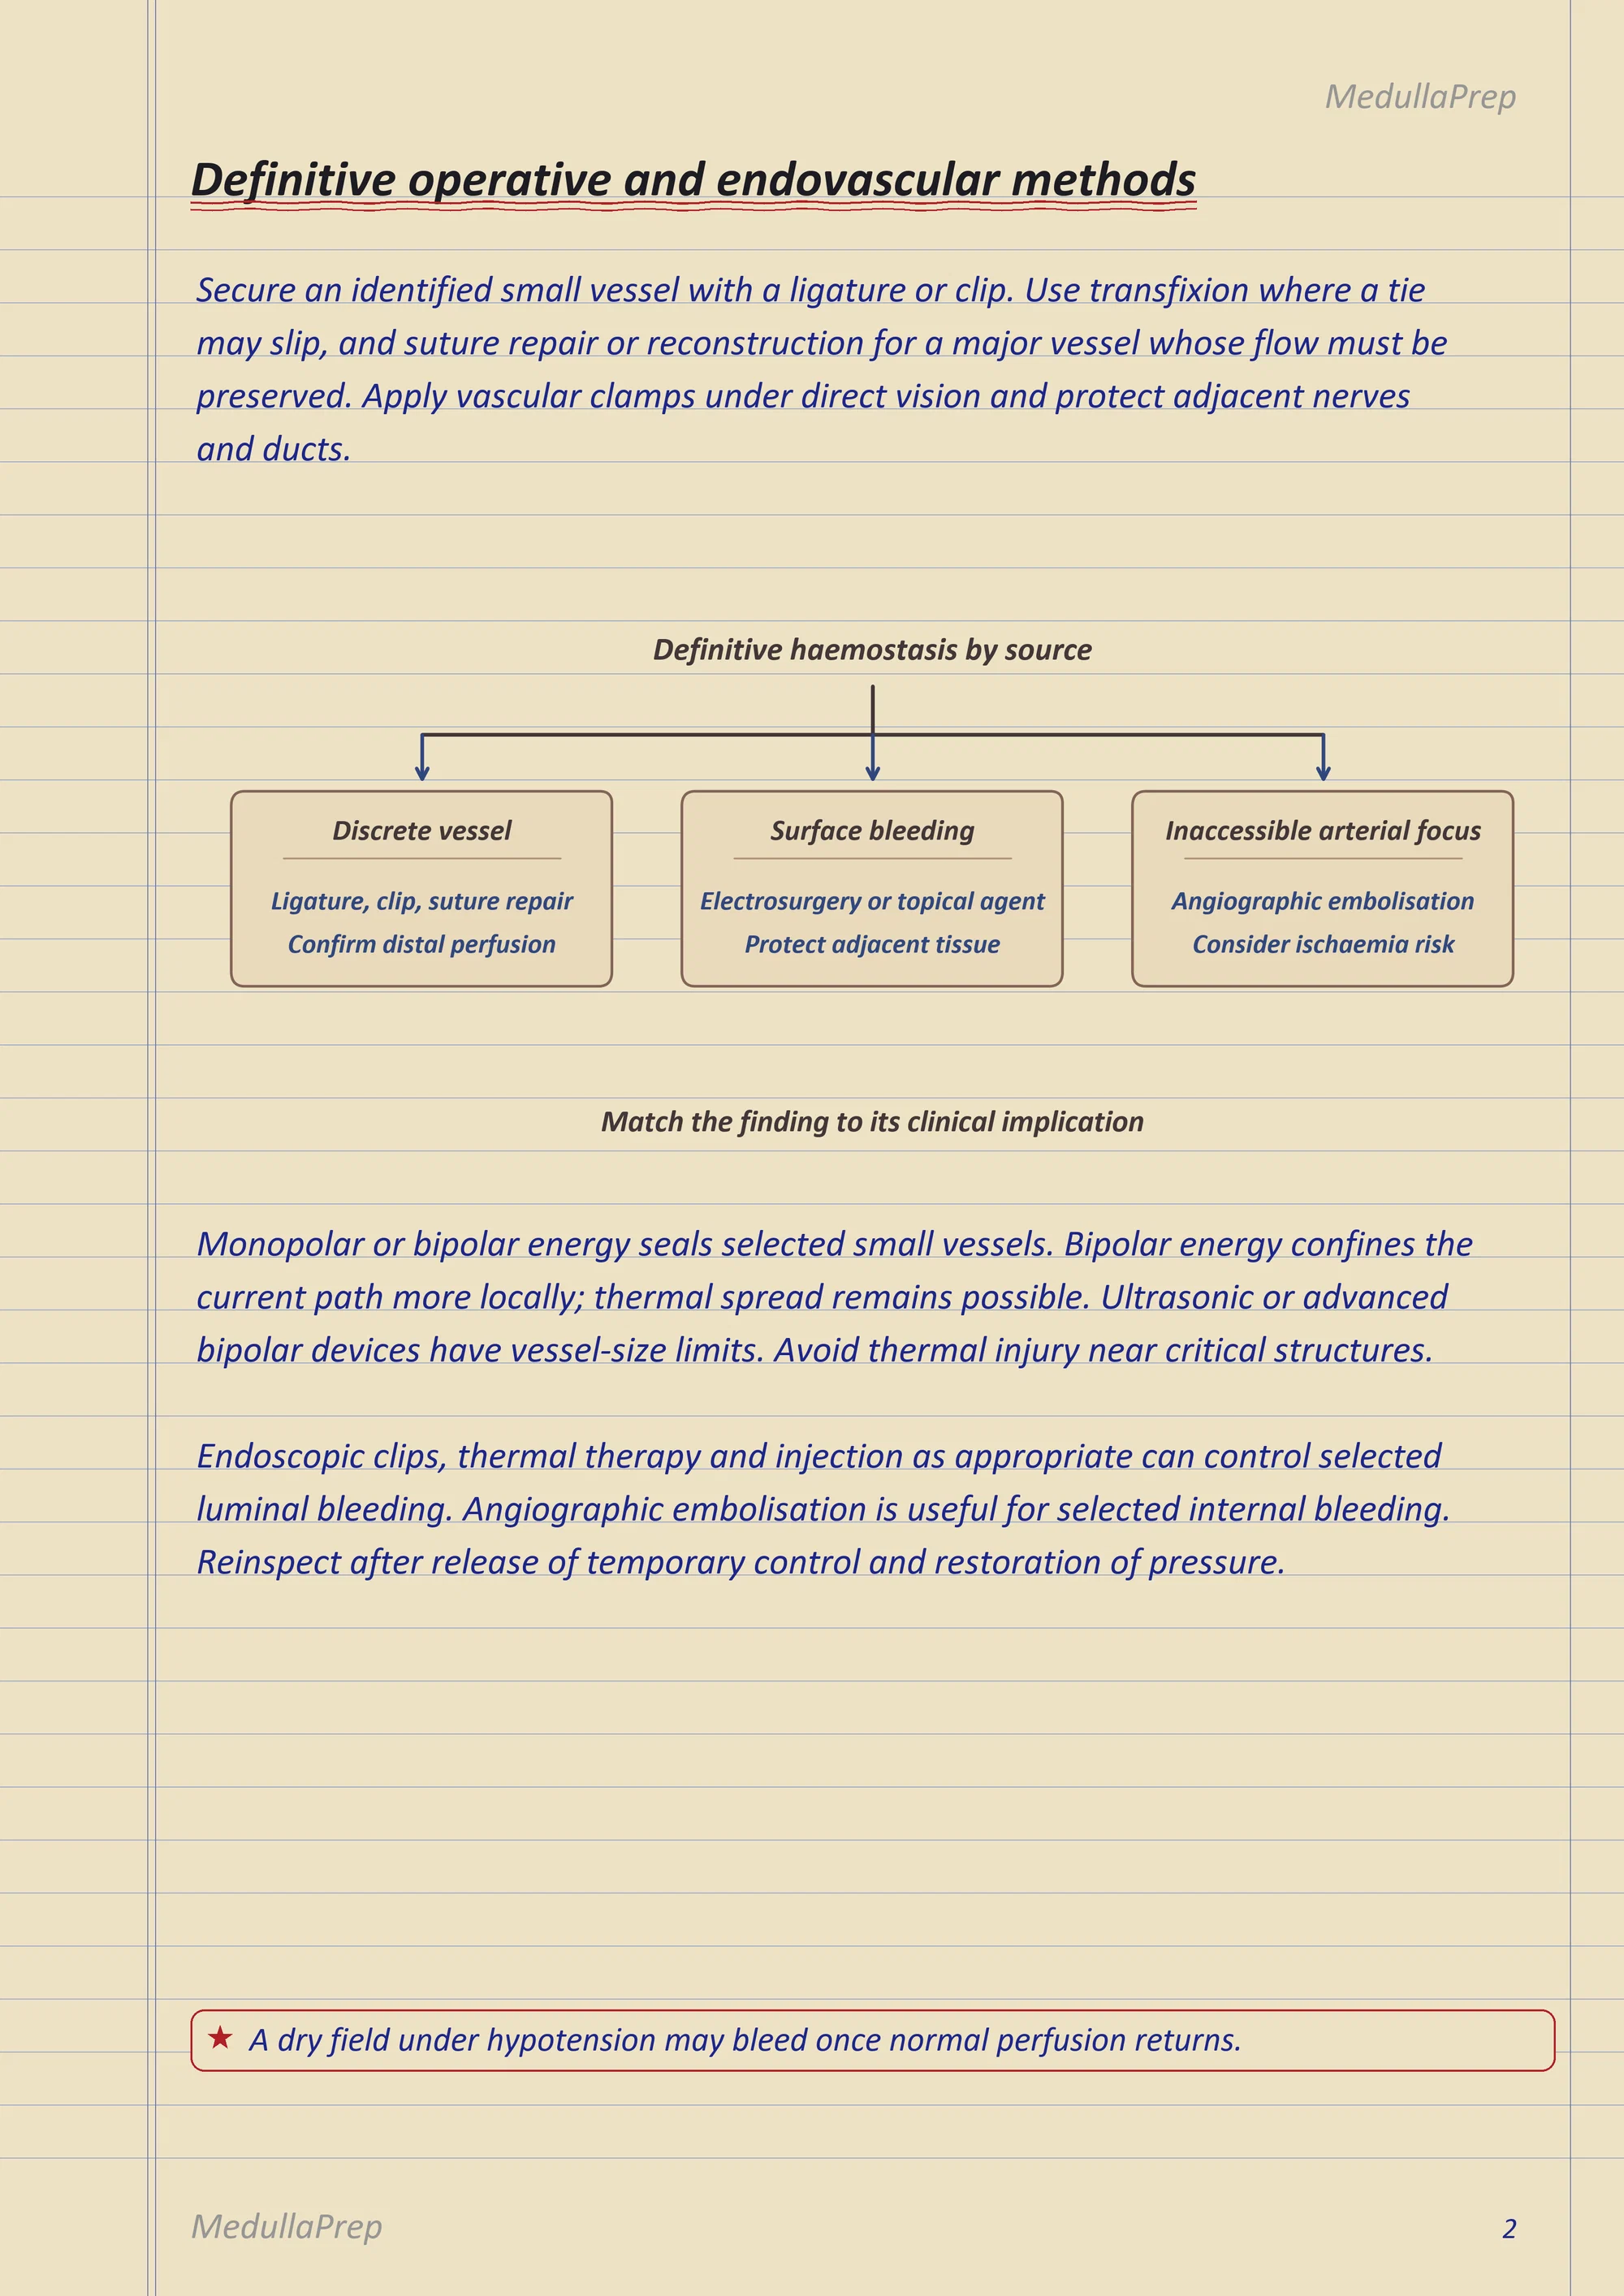 MedullaPrep
Definitive operative and endovascular methods
Secure an identified small vessel with a ligature or clip. Use transfixion where a tie
may slip, and suture repair or reconstruction for a major vessel whose flow must be
preserved. Apply vascular clamps under direct vision and protect adjacent nerves
and ducts.
Definitive haemostasis by source
Discrete vessel
Ligature, clip, suture repair
Confirm distal perfusion
Surface bleeding
Electrosurgery or topical agent
Protect adjacent tissue
Inaccessible arterial focus
Angiographic embolisation
Consider ischaemia risk
Match the finding to its clinical implication
Monopolar or bipolar energy seals selected small vessels. Bipolar energy confines the
current path more locally; thermal spread remains possible. Ultrasonic or advanced
bipolar devices have vessel-size limits. Avoid thermal injury near critical structures.
Endoscopic clips, thermal therapy and injection as appropriate can control selected
luminal bleeding. Angiographic embolisation is useful for selected internal bleeding.
Reinspect after release of temporary control and restoration of pressure.
★ A dry field under hypotension may bleed once normal perfusion returns.
MedullaPrep
2